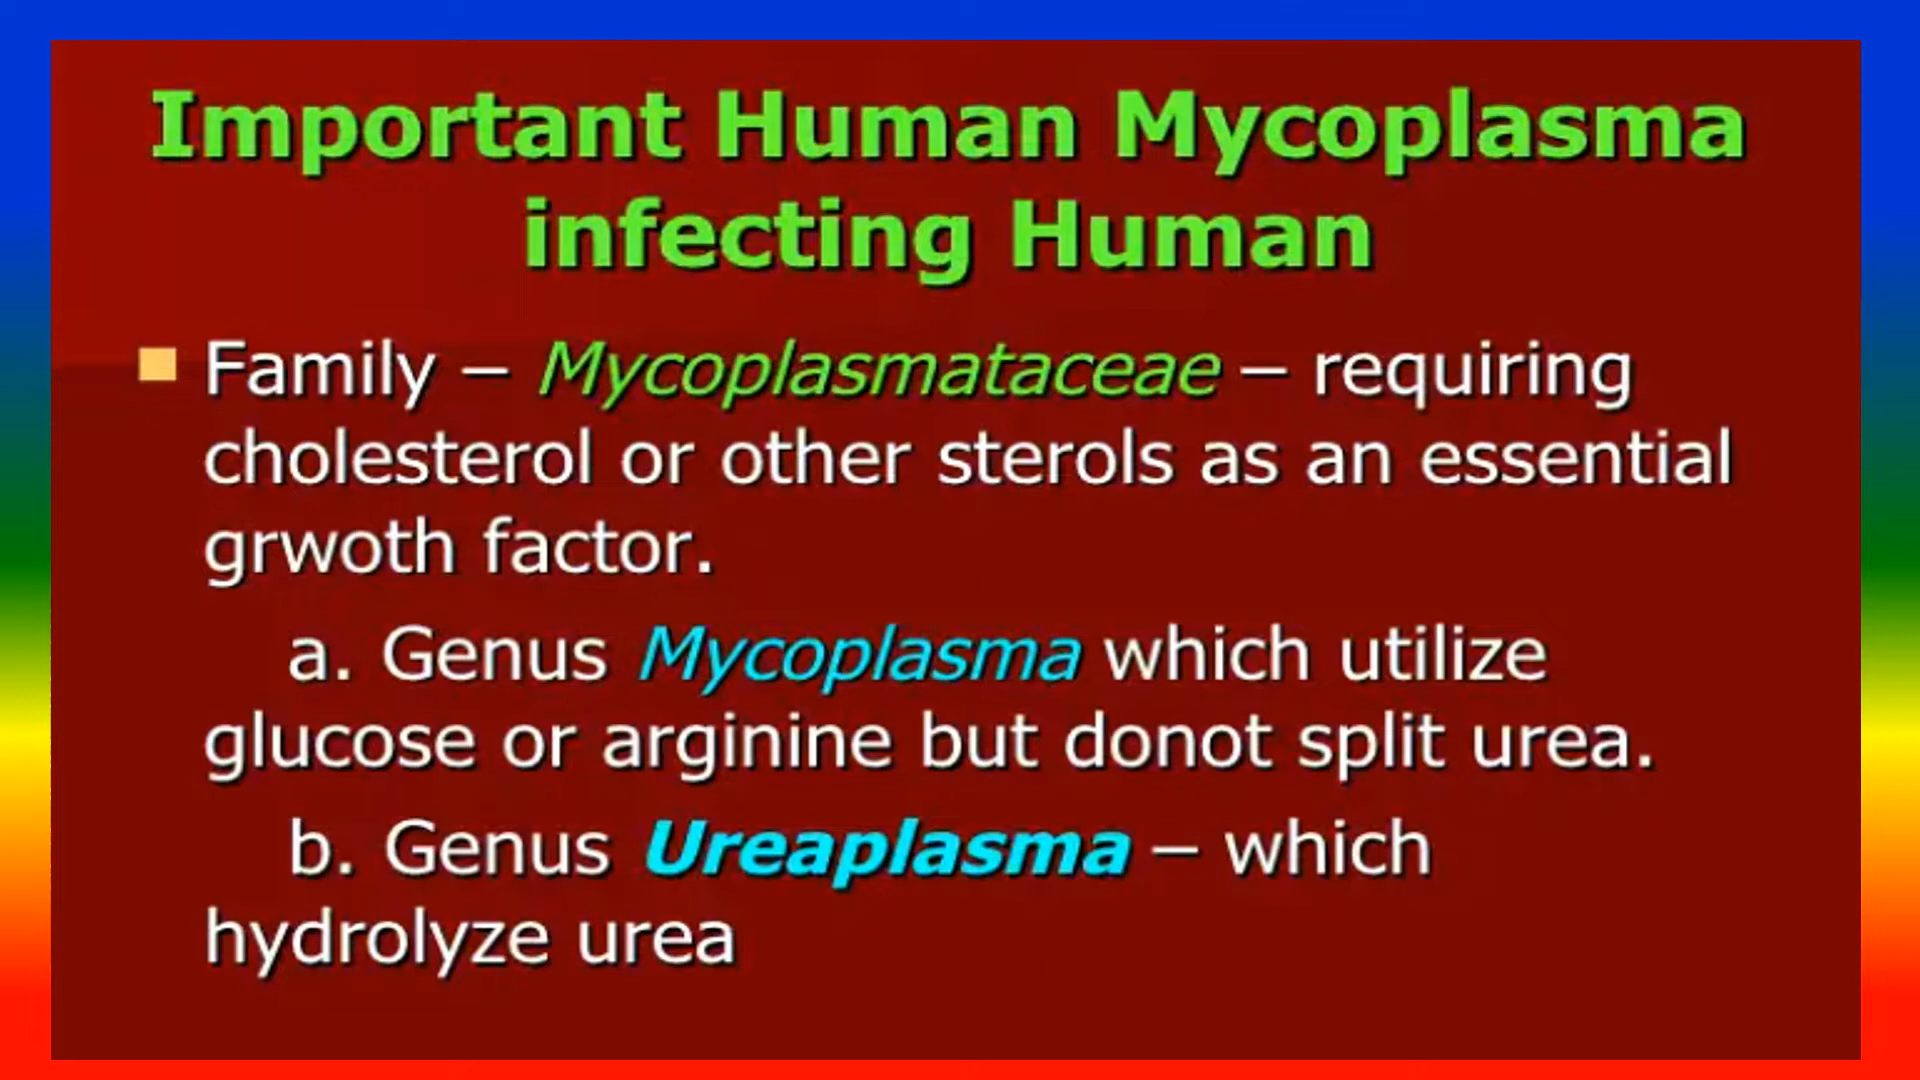 Important Human Mycoplasma
infecting Human
Family – Mycoplasmataceae – requiring
cholesterol or other sterols as an essential
grwoth factor.
a. Genus Mycoplasma which utilize
glucose or arginine but donot split urea.
b. Genus Ureaplasma – which
hydrolyze urea